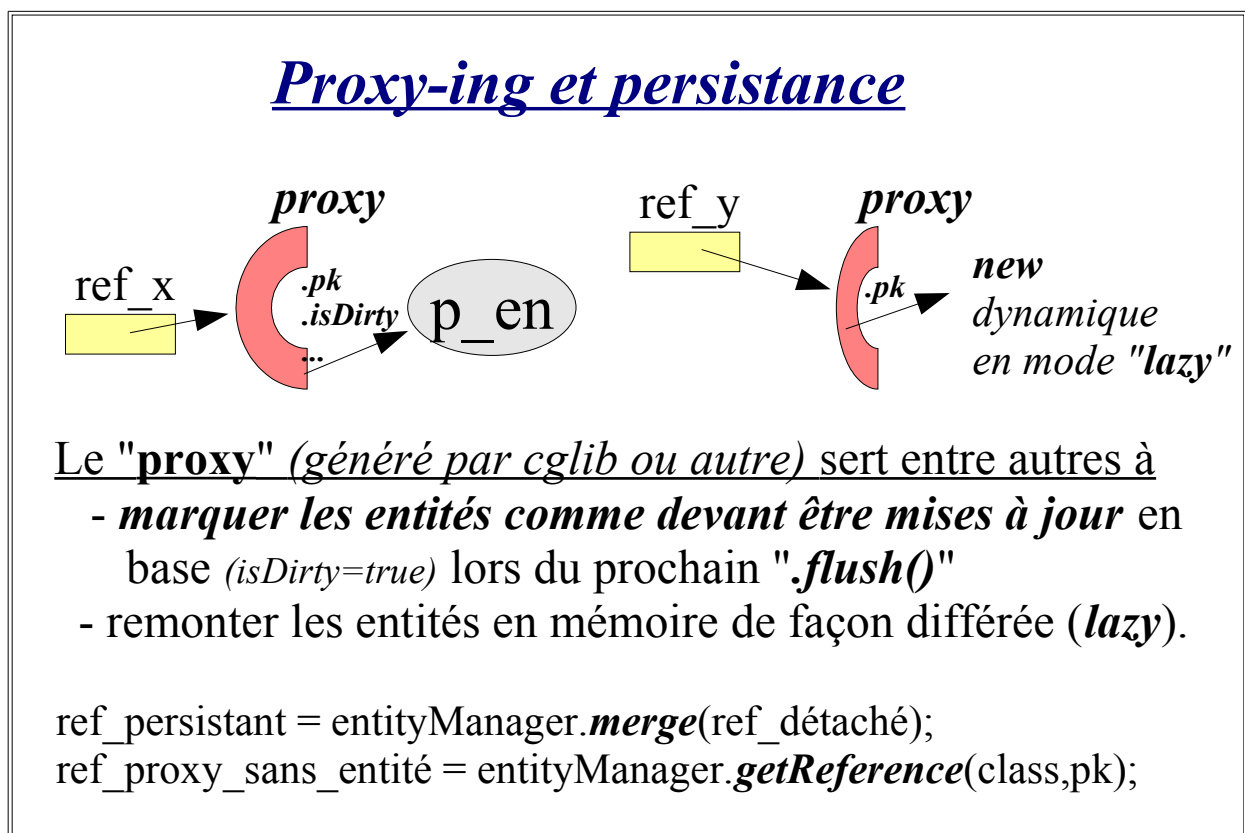 Proxy-ing et persistance
proxy
ref_x
.pk
.isDirty
...
p_en
ref_y
proxy
.pk
new
dynamique
en mode "lazy"
Le "proxy" (généré par cglib ou autre) sert entre autres à
- marquer les entités comme devant être mises à jour en
base (isDirty=true) lors du prochain ".flush()"
- remonter les entités en mémoire de façon différée (lazy).
ref_persistant = entityManager.merge(ref_détaché);
ref_proxy_sans_entité = entityManager.getReference(class,pk);